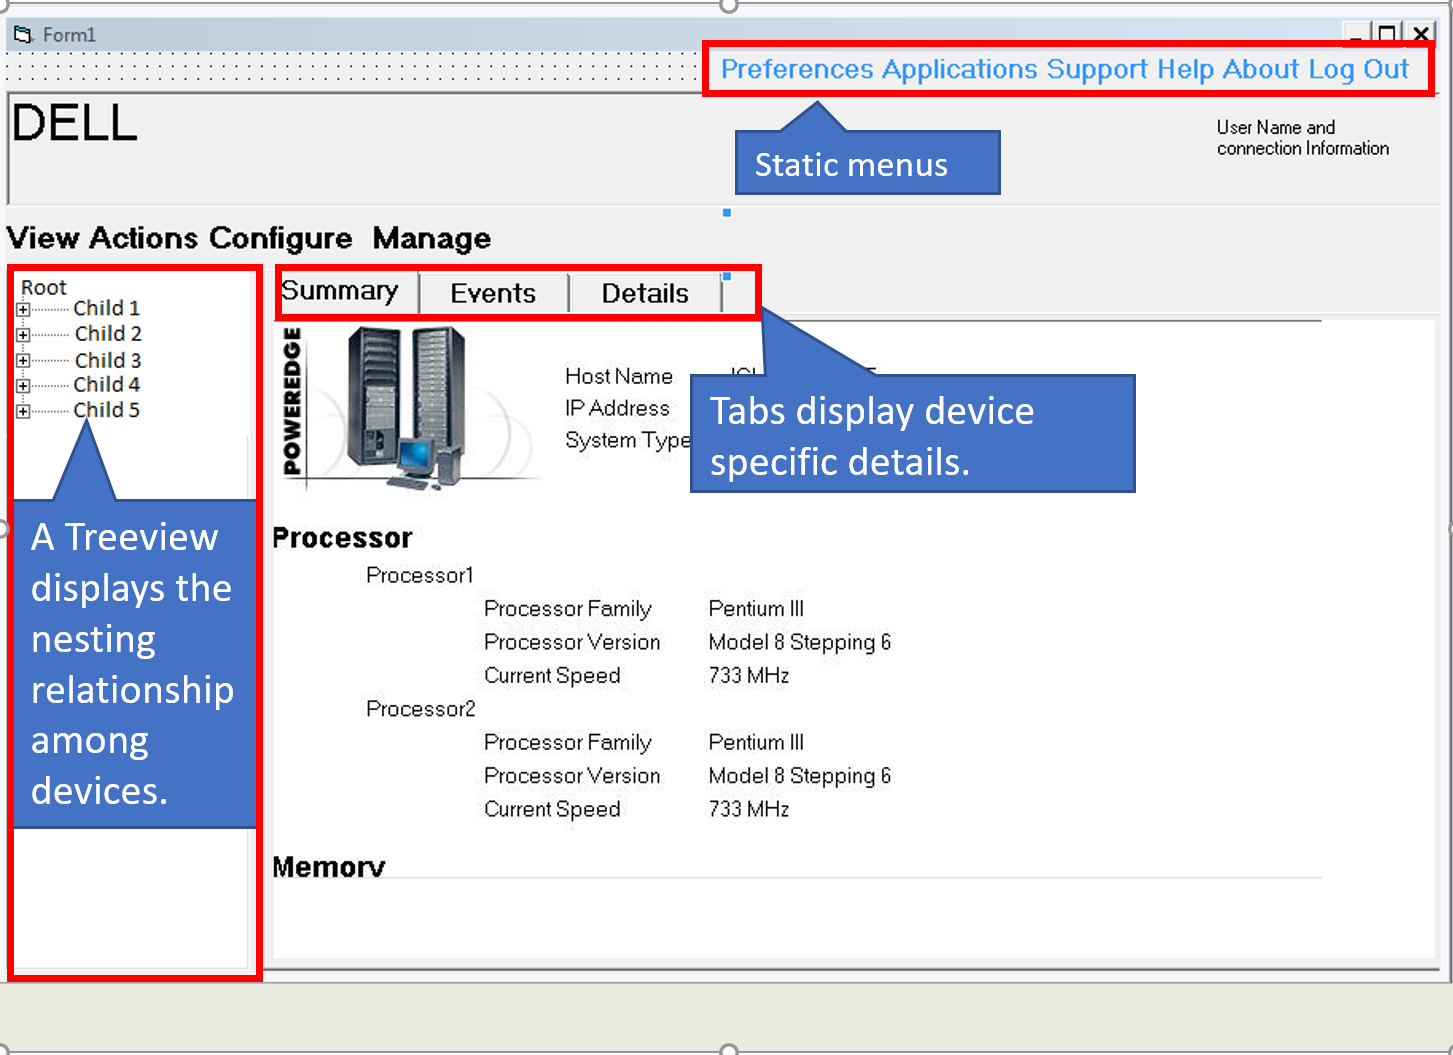 Form1
Preferences Applications Support Help About Log Out
DELL
User Name and
connection Information
Static menus
View Actions Configure Manage
Root
Child 1
Child 2
Child 3
Child 4
Child 5
Summary Events Details
POWEREDGE
Host Name
IP Address
System Type
Tabs display device
specific details.
A Treeview
displays the
nesting
relationship
among
devices.
Processor
Processor1
Processor Family Pentium III
Processor Version Model 8 Stepping 6
Current Speed 733 MHz
Processor2
Processor Family Pentium III
Processor Version Model 8 Stepping 6
Current Speed 733 MHz
Memory